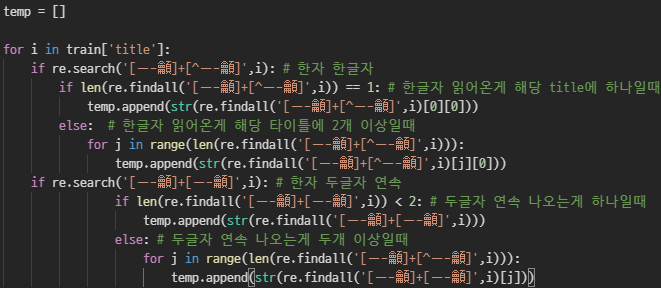 temp = []
for i in train['title']:
    if re.search('[一-龥]+[^一-龥]',i): # 한자 한글자
        if len(re.findall('[一-龥]+[^一-龥]',i)) == 1: # 한글자 읽어온게 해당 title에 하나일때
            temp.append(str(re.findall('[一-龥]+[^一-龥]',i)[0][0]))
        else:  # 한글자 읽어온게 해당 타이틀에 2개 이상일때
            for j in range(len(re.findall('[一-龥]+[^一-龥]',i))):
                temp.append(str(re.findall('[一-龥]+[^一-龥]',i)[j][0]))
    if re.search('[一-龥]+[一-龥]',i): # 한자 두글자 연속
                if len(re.findall('[一-龥]+[一-龥]',i)) < 2: # 두글자 연속 나오는게 하나일때
                    temp.append(str(re.findall('[一-龥]+[一-龥]',i)))
                else: # 두글자 연속 나오는게 두개 이상일때
                    for j in range(len(re.findall('[一-龥]+[^一-龥]',i))):
                        temp.append(str(re.findall('[一-龥]+[一-龥]',i)[j]))